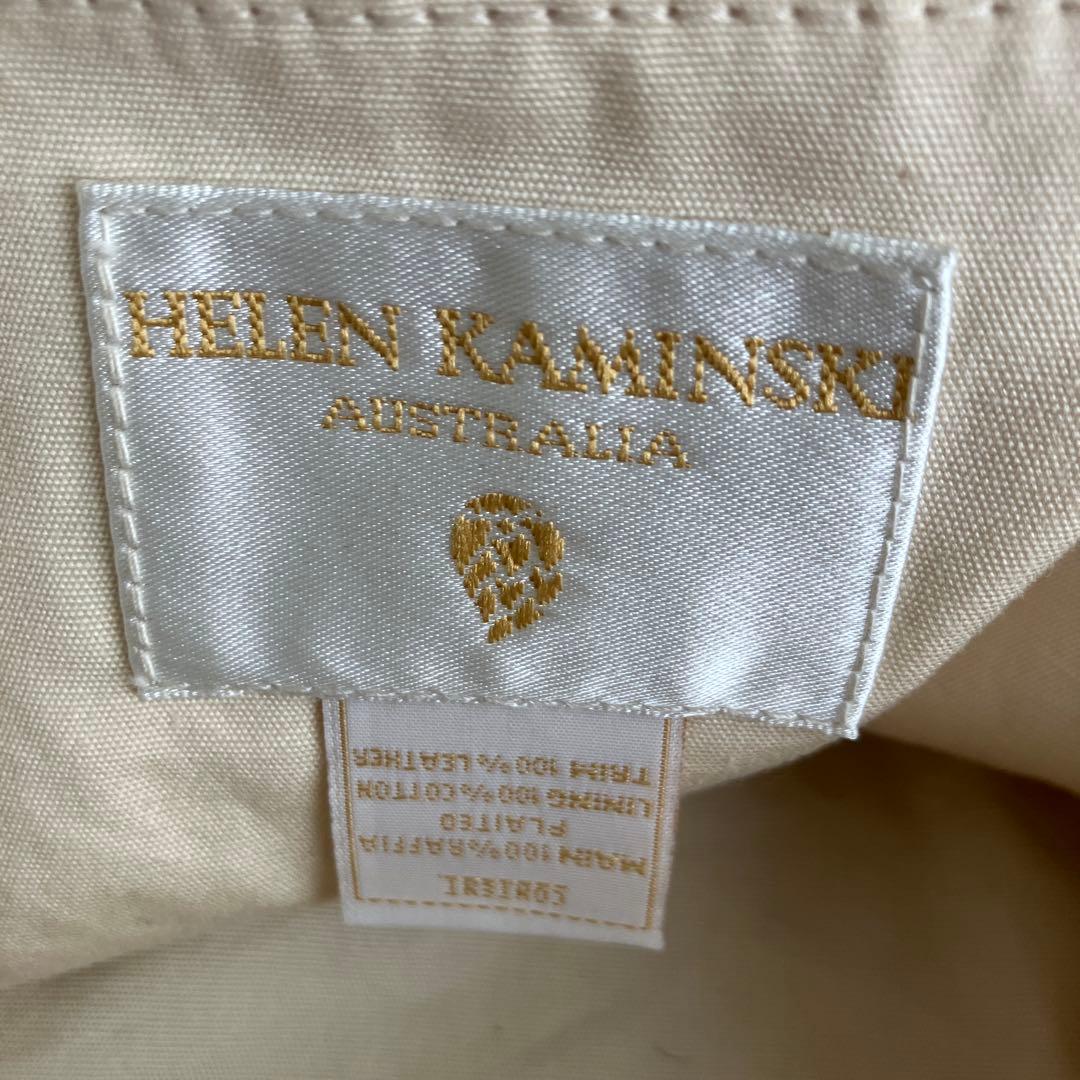 HELEN KAMINSKI
AUSTRALIA
CONTENT
MAIN 100% RAFFIA
PLAITED
LINING 100% COTTON
TRIM 100% LEATHER